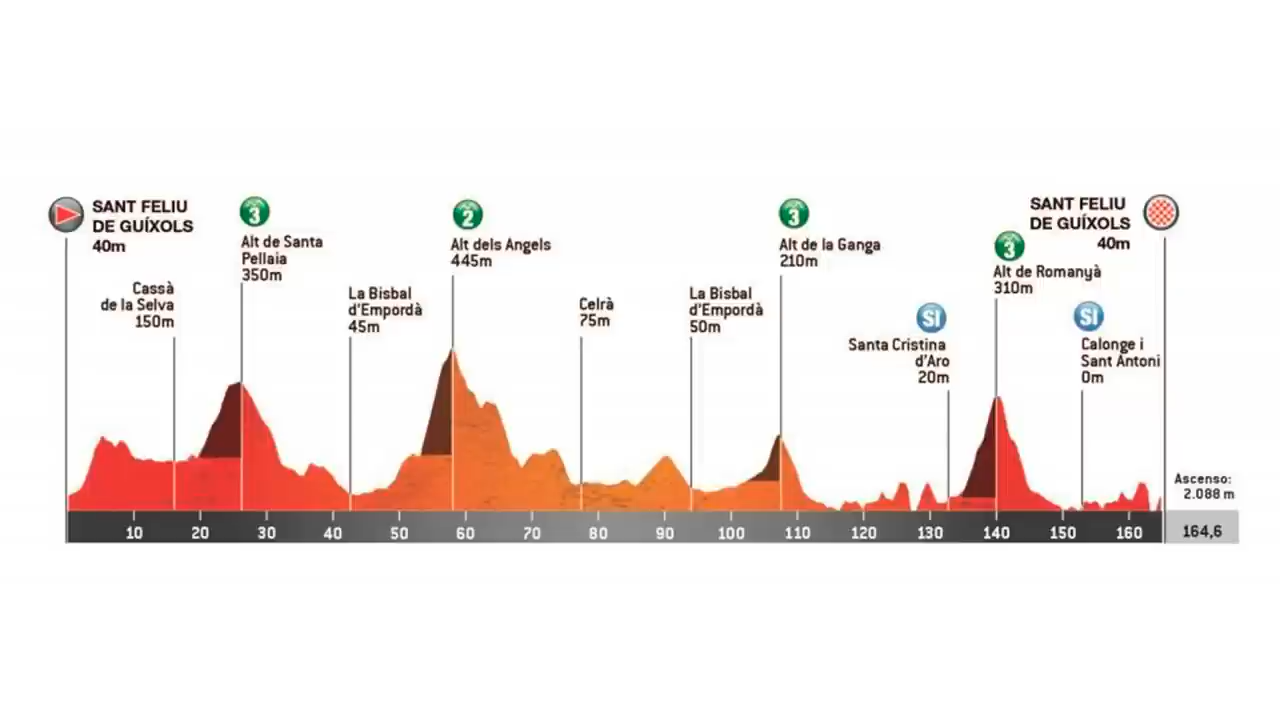 SANT FELIU
DE GUÍXOLS
40m
Cassà
de la Selva
150m
3
Alt de Santa
Pellaia
350m
La Bisbal
d'Empordà
45m
2
Alt dels Angels
445m
Celrà
75m
La Bisbal
d'Empordà
50m
3
Alt de la Ganga
210m
SI
Santa Cristina
d'Aro
20m
3
Alt de Romanyà
310m
SI
Calonge i
Sant Antoni
0m
SANT FELIU
DE GUÍXOLS
40m
Ascenso:
2.088 m
10 20 30 40 50 60 70 80 90 100 110 120 130 140 150 160 164,6